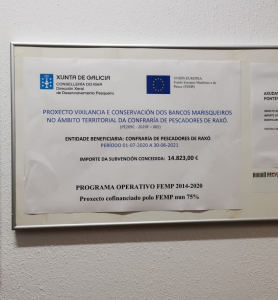 XUNTA DE GALICIA
CONSELLERÍA DO MAR
Dirección Xeral
de Desenvolvemento Pesqueiro
UNIÓN EUROPEA
Fondo Europeo Marítimo e de
Pesca (FEMP)
PROXECTO VIXILANCIA E CONSERVACIÓN DOS BANCOS MARISQUEIROS
NO ÁMBITO TERRITORIAL DA CONFRARÍA DE PESCADORES DE RAXÓ.
ENTIDADE BENEFICIARIA: CONFRARÍA DE PESCADORES DE RAXÓ.
PERIODO 01-07-2020 A 30-06-2021
IMPORTE DA SUBVENCIÓN CONCEDIDA: 14.823,00 €
PROGRAMA OPERATIVO FEMP 2014-2020
Proxecto cofinanciado polo FEMP nun 75%
AXUDAS